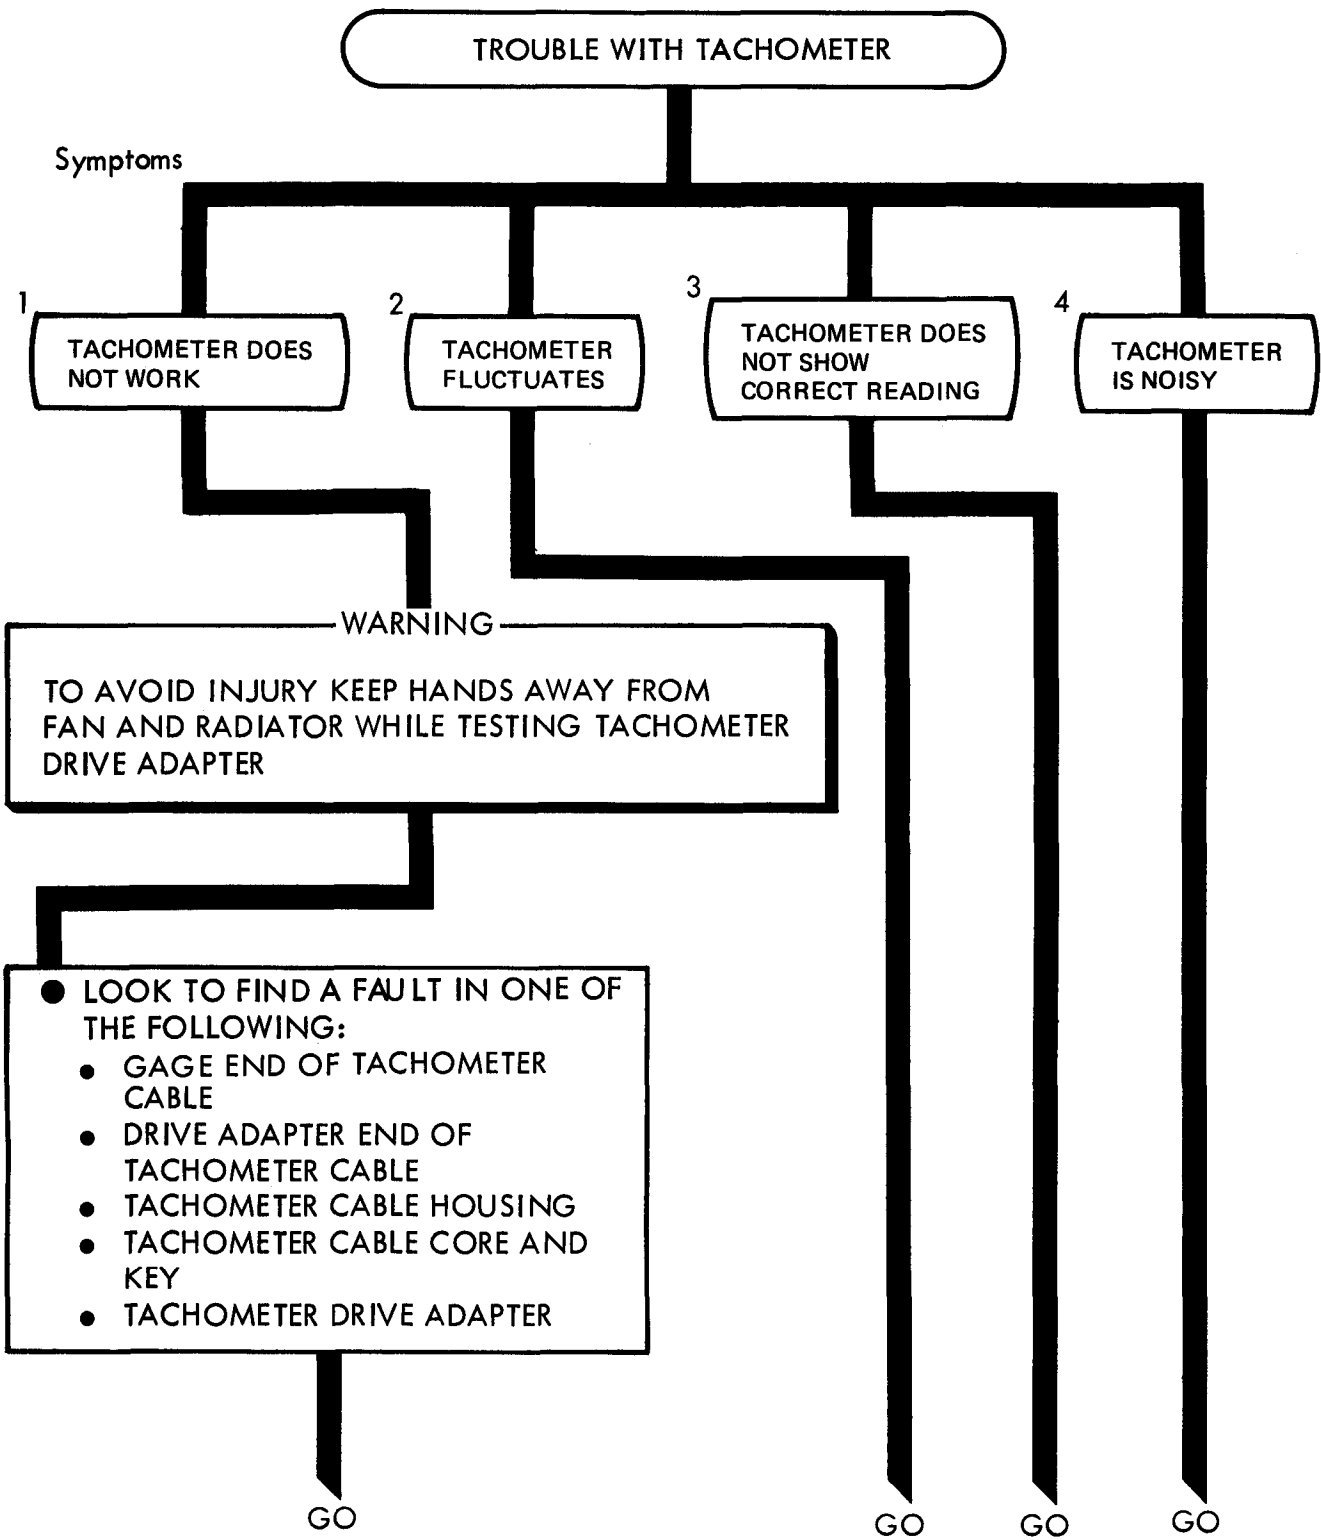 TROUBLE WITH TACHOMETER
Symptoms
1
TACHOMETER DOES
NOT WORK
2
TACHOMETER
FLUCTUATES
3
TACHOMETER DOES
NOT SHOW
CORRECT READING
4
TACHOMETER
IS NOISY
WARNING
TO AVOID INJURY KEEP HANDS AWAY FROM
FAN AND RADIATOR WHILE TESTING TACHOMETER
DRIVE ADAPTER
● LOOK TO FIND A FAULT IN ONE OF
THE FOLLOWING:
● GAGE END OF TACHOMETER
CABLE
● DRIVE ADAPTER END OF
TACHOMETER CABLE
● TACHOMETER CABLE HOUSING
● TACHOMETER CABLE CORE AND
KEY
● TACHOMETER DRIVE ADAPTER
GO
GO
GO
GO